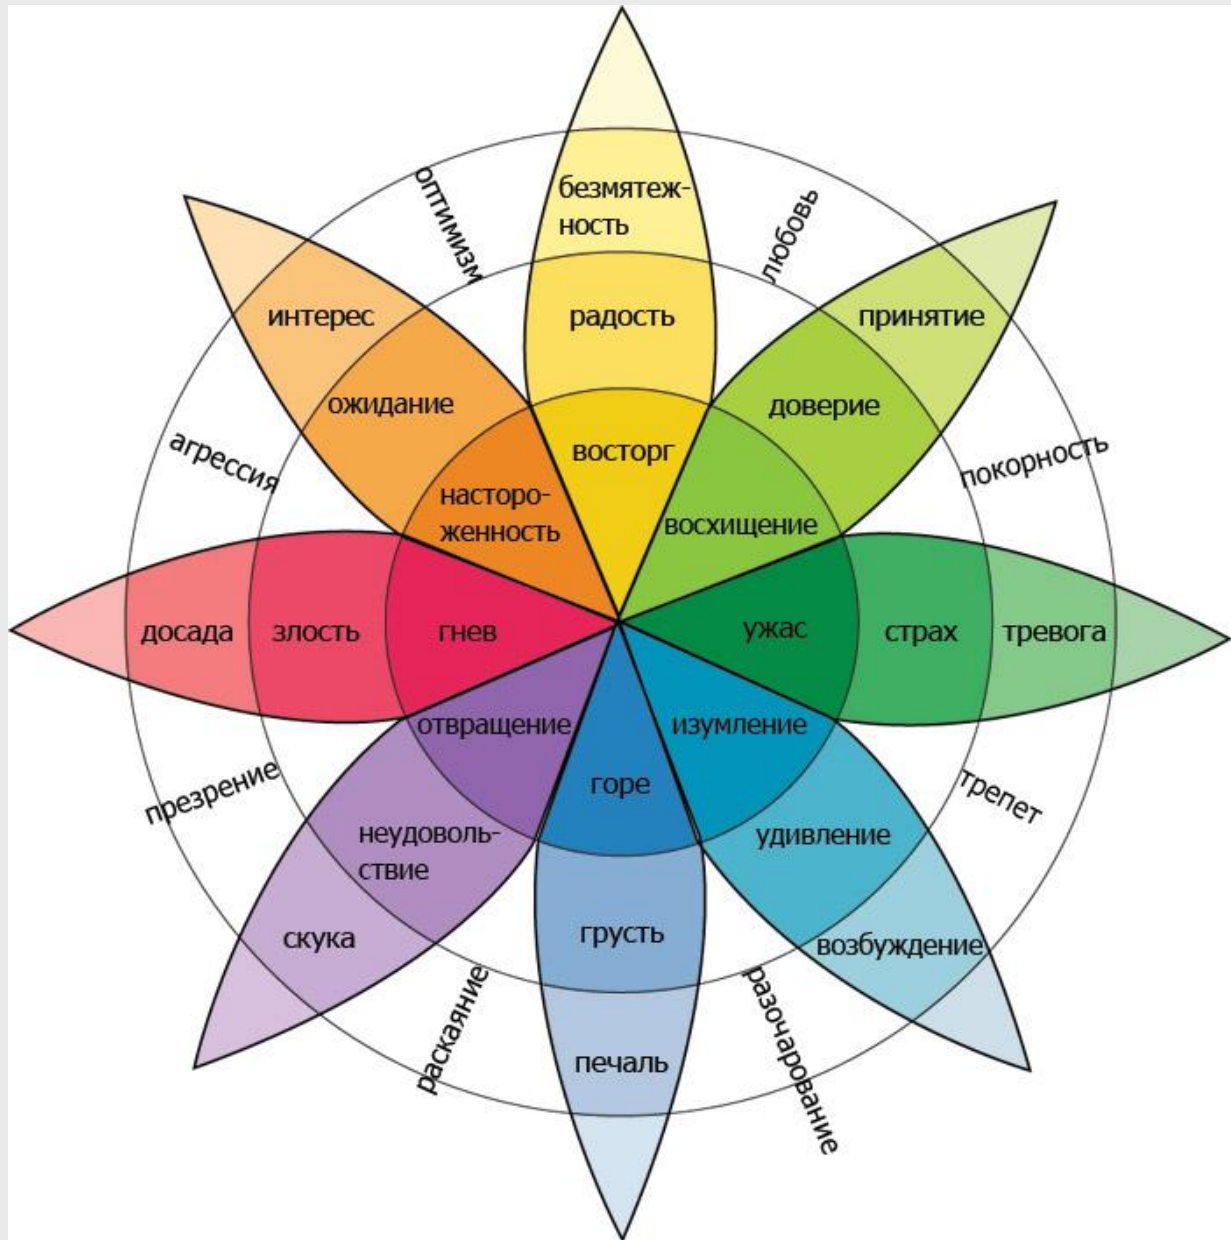 оптимизм
безмятеж-
ность
любовь
интерес
радость
принятие
ожидание
доверие
агрессия
восторг
покорность
насторо-
женность
восхищение
досада
злость
гнев
ужас
страх
тревога
отвращение
изумление
презрение
горе
трепет
неудоволь-
ствие
удивление
скука
грусть
возбуждение
раскаяние
печаль
разочарование